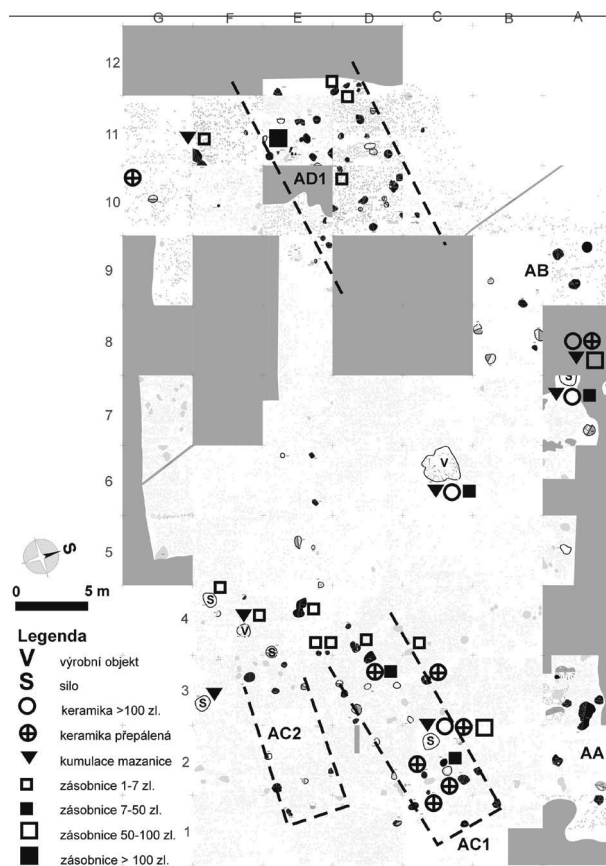 G F E D C B A
12
11
AD1
10
9
AB
8
S
7
V
6
5
S
5 m
4
S
V
Legenda
V výrobní objekt
S silo
keramika >100 zl.
keramika přepálená
kumulace mazanice
zásobnice 1-7 zl.
zásobnice 7-50 zl.
zásobnice 50-100 zl.
zásobnice > 100 zl.
3
S
AC2
S
AA
2
1
AC1